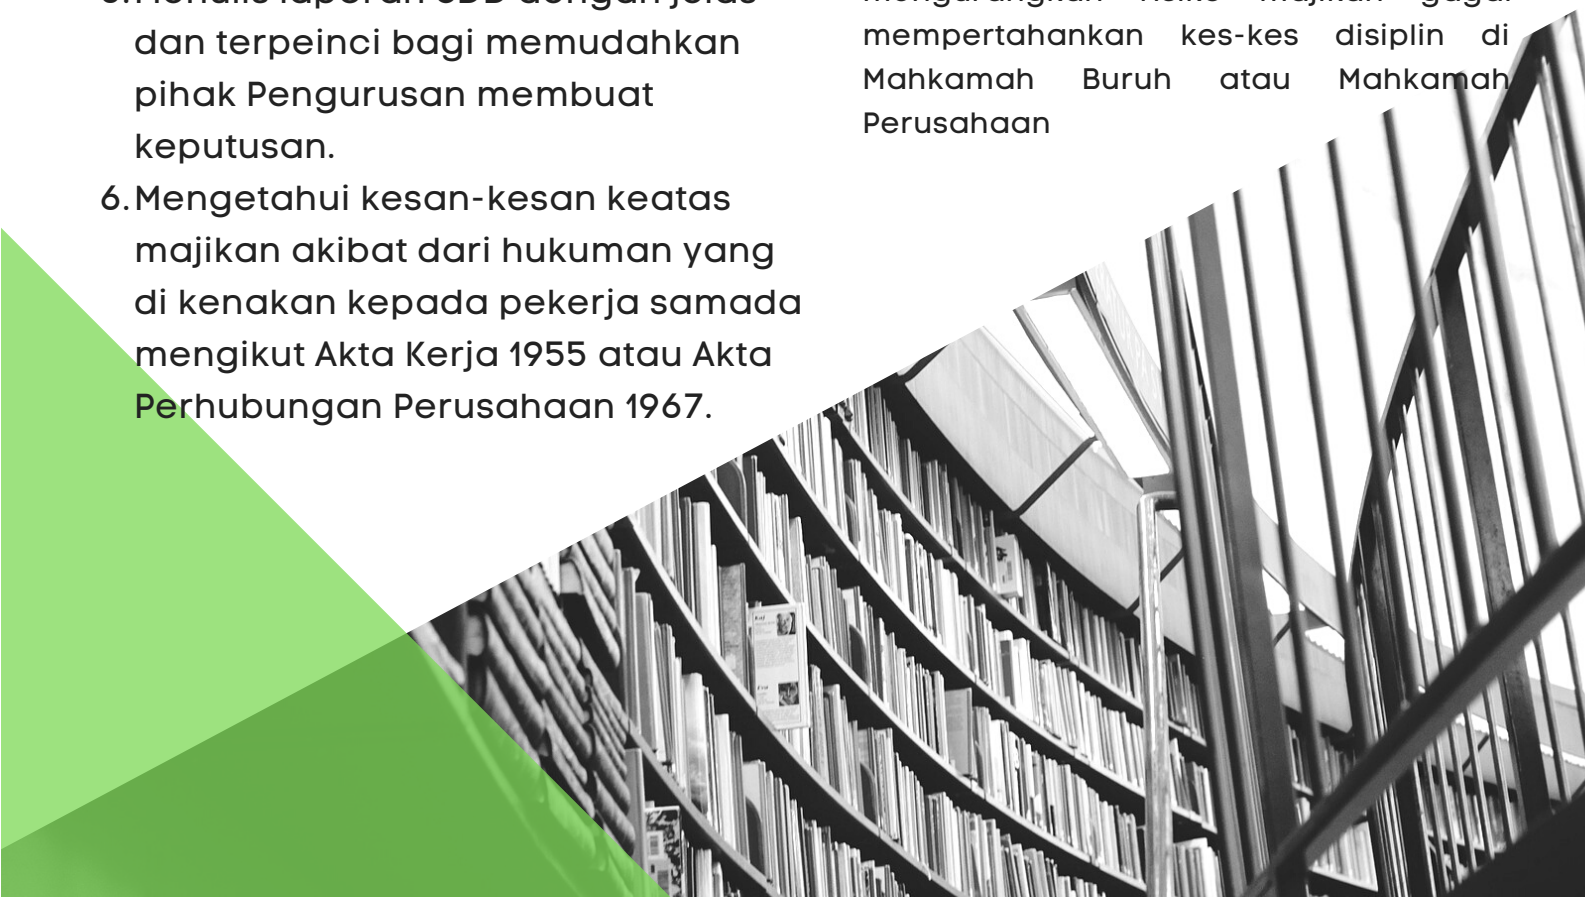 dan terpeinci bagi memudahkan
pihak Pengurusan membuat
keputusan.
6. Mengetahui kesan-kesan keatas
majikan akibat dari hukuman yang
di kenakan kepada pekerja samada
mengikut Akta Kerja 1955 atau Akta
Perhubungan Perusahaan 1967.
mempertahankan kes-kes disiplin di
Mahkamah Buruh atau Mahkamah
Perusahaan